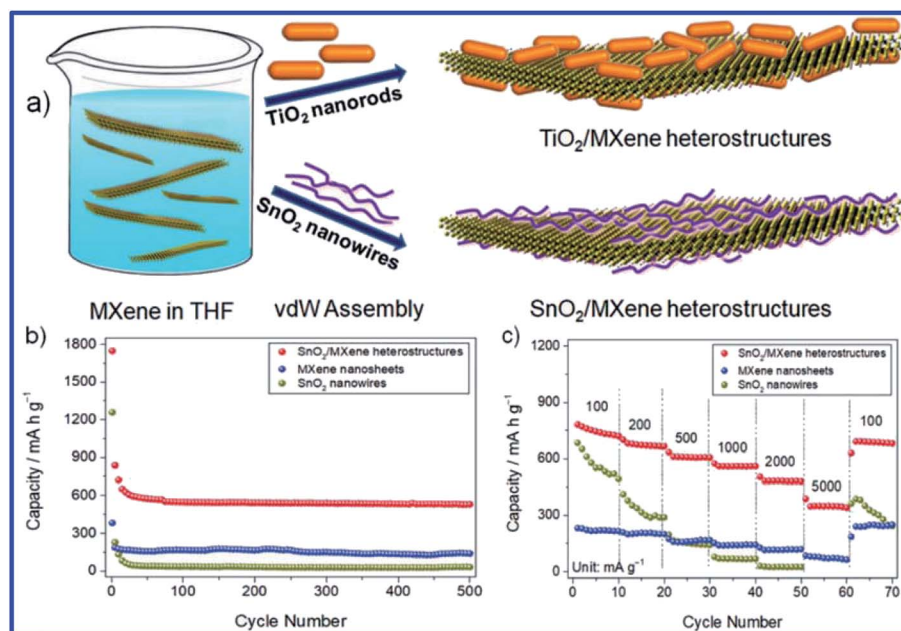 a)
TiO₂ nanorods
TiO₂/MXene heterostructures
SnO₂ nanowires
MXene in THF
vdW Assembly
SnO₂/MXene heterostructures
b)
1800
1500
1200
900
600
300
0
Capacity / mA h g⁻¹
SnO₂/MXene heterostructures
MXene nanosheets
SnO₂ nanowires
0
100
200
300
400
500
Cycle Number
c)
1200
900
600
300
0
Capacity / mA h g⁻¹
SnO₂/MXene heterostructures
MXene nanosheets
SnO₂ nanowires
100
200
500
1000
2000
5000
100
Unit: mA g⁻¹
0
10
20
30
40
50
60
70
Cycle Number